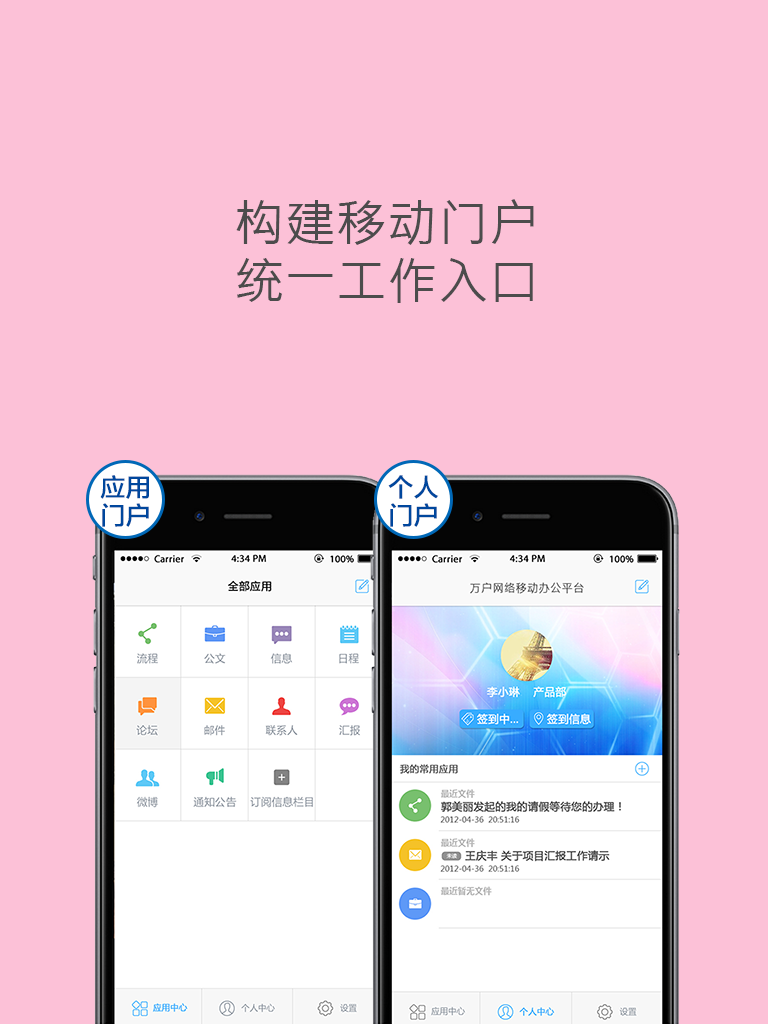 构建移动门户
统一工作入口
应用
门户
Carrier 4:34 PM 100%
全部应用
流程 公文 信息 日程
论坛 邮件 联系人 汇报
微博 通知公告 订阅信息栏目
应用中心 个人中心 设置
个人
门户
Carrier 4:34 PM 100%
万户网络移动办公平台
李小琳 产品部
签到中... 签到信息
我的常用应用
最近文件
郭美丽发起的我的请假等待您的办理！
2012-04-36 20:51:16
最近文件
未读 王庆丰 关于项目汇报工作请示
2012-04-36 20:51:16
最近暂无文件
应用中心 个人中心 设置